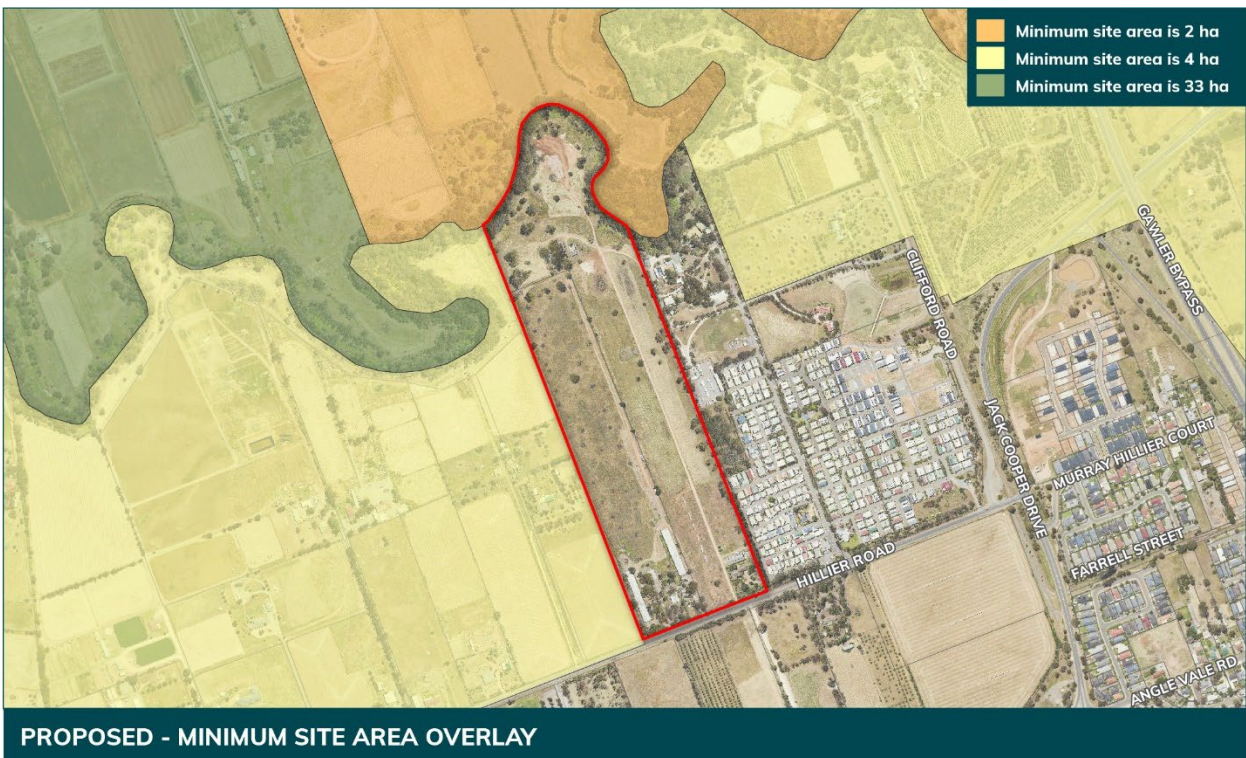 Minimum site area is 2 ha
Minimum site area is 4 ha
Minimum site area is 33 ha
GAWLER BYPASS
CLIFFORD ROAD
JACK COOPER DRIVE
MURRAY HILLIER COURT
FARRELL STREET
HILLIER ROAD
ANGLE VALE RD
PROPOSED - MINIMUM SITE AREA OVERLAY